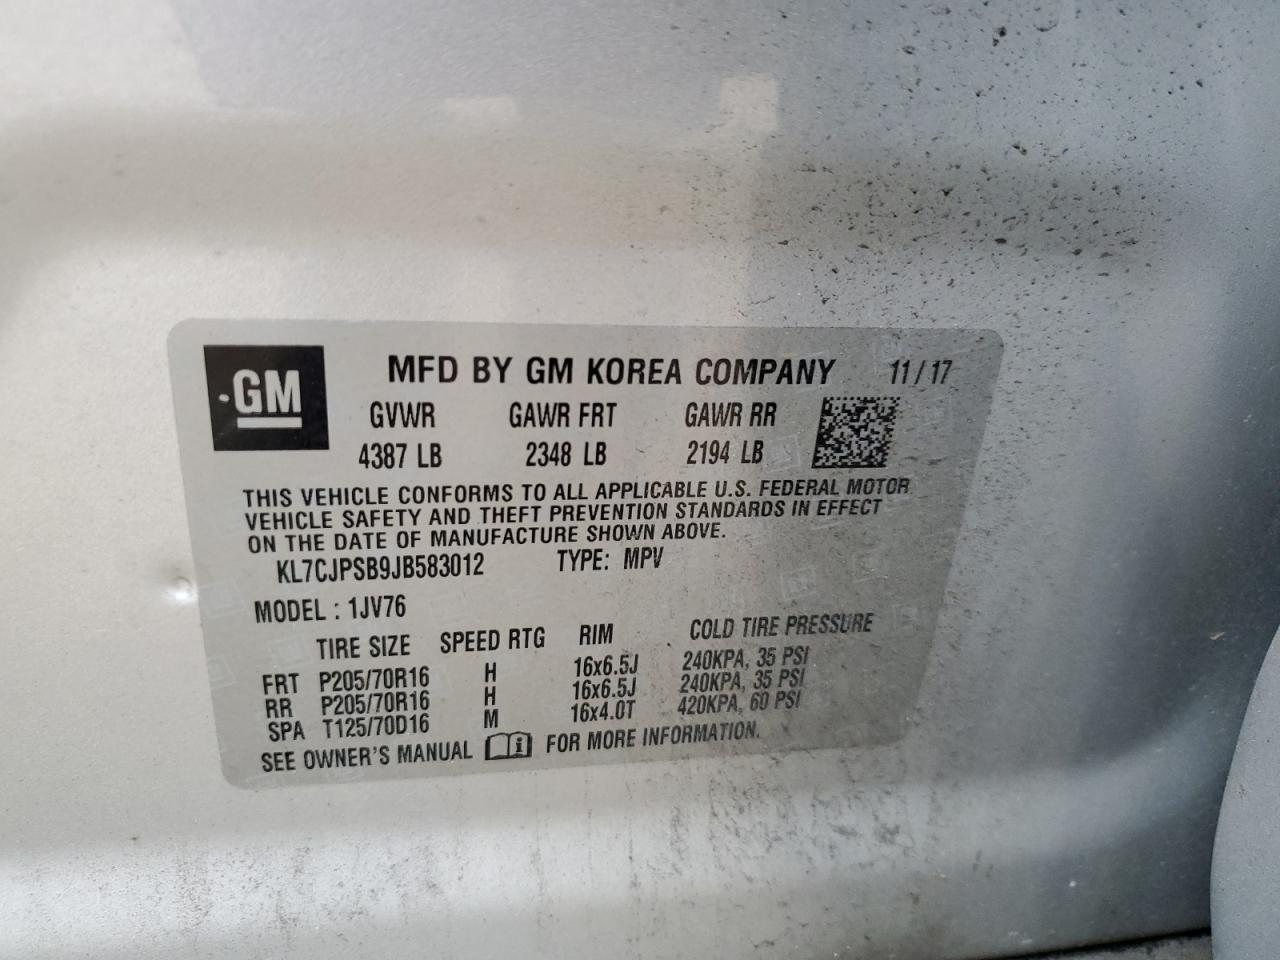 GM
MFD BY GM KOREA COMPANY 11/17
GVWR GAWR FRT GAWR RR
4387 LB 2348 LB 2194 LB
THIS VEHICLE CONFORMS TO ALL APPLICABLE U.S. FEDERAL MOTOR
VEHICLE SAFETY AND THEFT PREVENTION STANDARDS IN EFFECT
ON THE DATE OF MANUFACTURE SHOWN ABOVE.
KL7CJPSB9JB583012 TYPE: MPV
MODEL : 1JV76
TIRE SIZE SPEED RTG RIM COLD TIRE PRESSURE
FRT P205/70R16 H 16x6.5J 240KPA, 35 PSI
RR P205/70R16 H 16x6.5J 240KPA, 35 PSI
SPA T125/70D16 M 16x4.0T 420KPA, 60 PSI
SEE OWNER'S MANUAL FOR MORE INFORMATION.